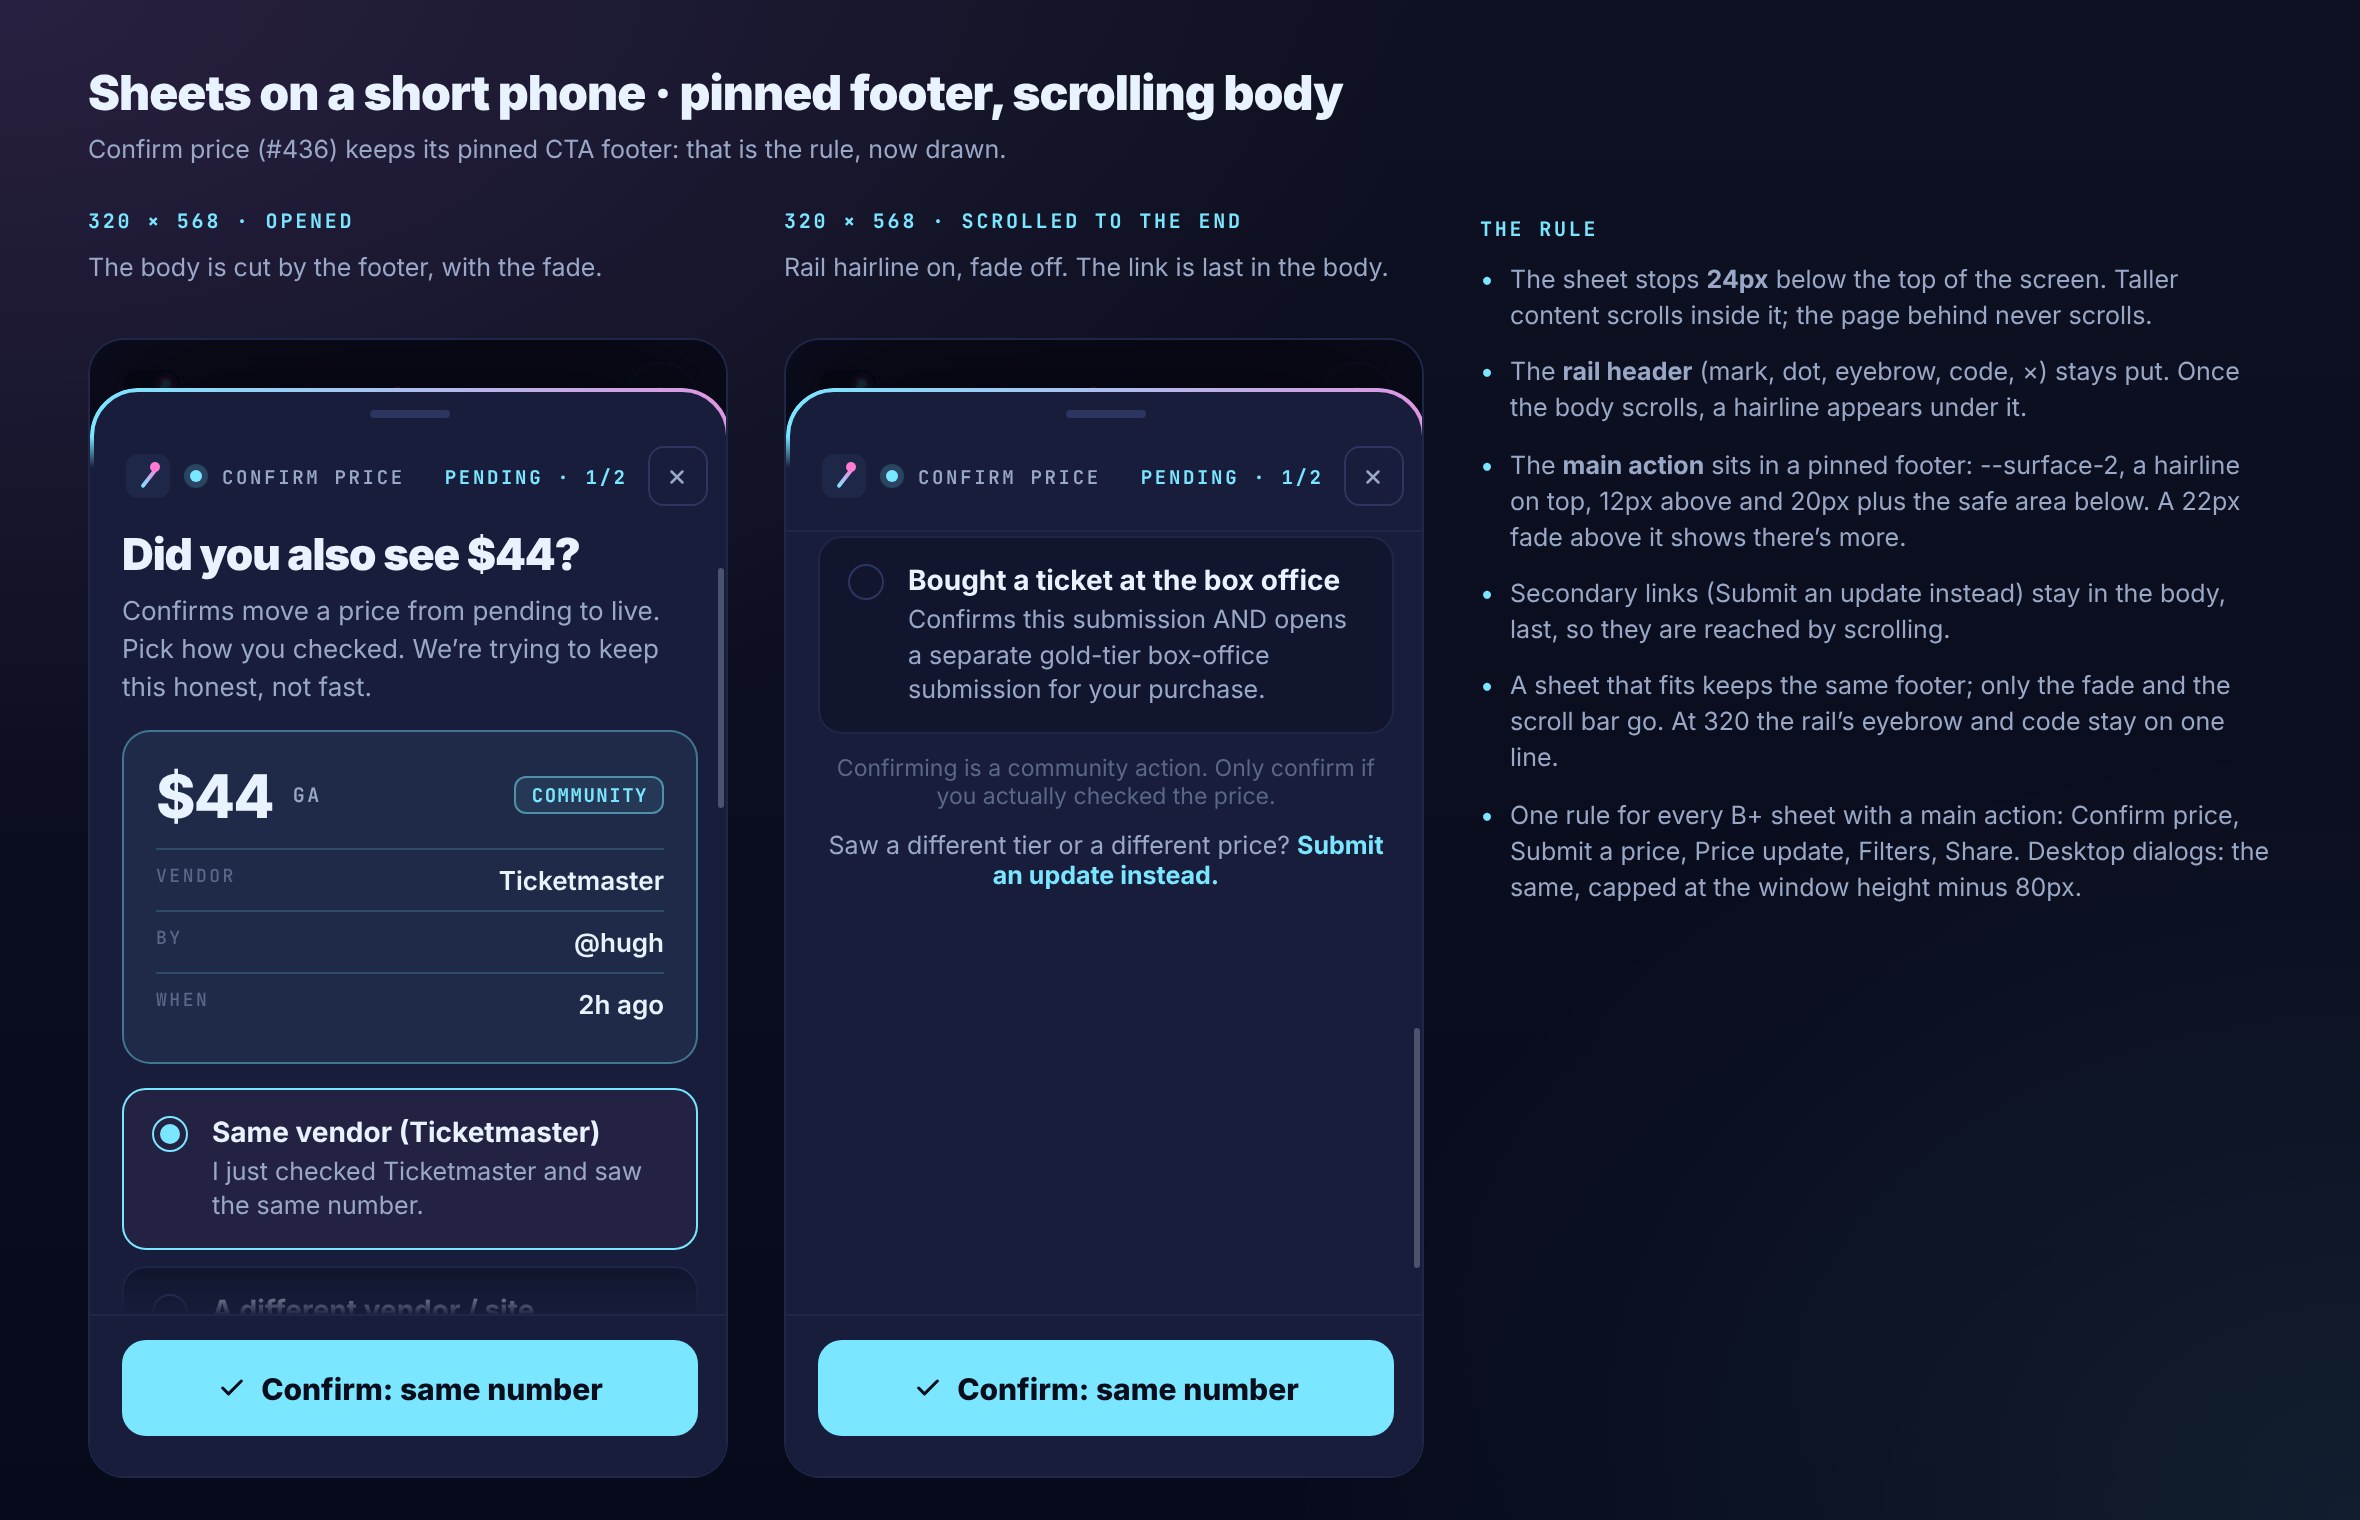 Sheets on a short phone · pinned footer, scrolling body
Confirm price (#436) keeps its pinned CTA footer: that is the rule, now drawn.
320 × 568 · OPENED
The body is cut by the footer, with the fade.
CONFIRM PRICE
PENDING · 1/2
×
Did you also see $44?
Confirms move a price from pending to live.
Pick how you checked. We’re trying to keep
this honest, not fast.
$44 GA
COMMUNITY
VENDOR
Ticketmaster
BY
@hugh
WHEN
2h ago
Same vendor (Ticketmaster)
I just checked Ticketmaster and saw
the same number.
A different vendor / site
Confirm: same number
320 × 568 · SCROLLED TO THE END
Rail hairline on, fade off. The link is last in the body.
CONFIRM PRICE
PENDING · 1/2
×
Bought a ticket at the box office
Confirms this submission AND opens
a separate gold-tier box-office
submission for your purchase.
Confirming is a community action. Only confirm if
you actually checked the price.
Saw a different tier or a different price? Submit
an update instead.
Confirm: same number
THE RULE
• The sheet stops 24px below the top of the screen. Taller
content scrolls inside it; the page behind never scrolls.
• The rail header (mark, dot, eyebrow, code, ×) stays put. Once
the body scrolls, a hairline appears under it.
• The main action sits in a pinned footer: --surface-2, a hairline
on top, 12px above and 20px plus the safe area below. A 22px
fade above it shows there’s more.
• Secondary links (Submit an update instead) stay in the body,
last, so they are reached by scrolling.
• A sheet that fits keeps the same footer; only the fade and the
scroll bar go. At 320 the rail’s eyebrow and code stay on one
line.
• One rule for every B+ sheet with a main action: Confirm price,
Submit a price, Price update, Filters, Share. Desktop dialogs: the
same, capped at the window height minus 80px.